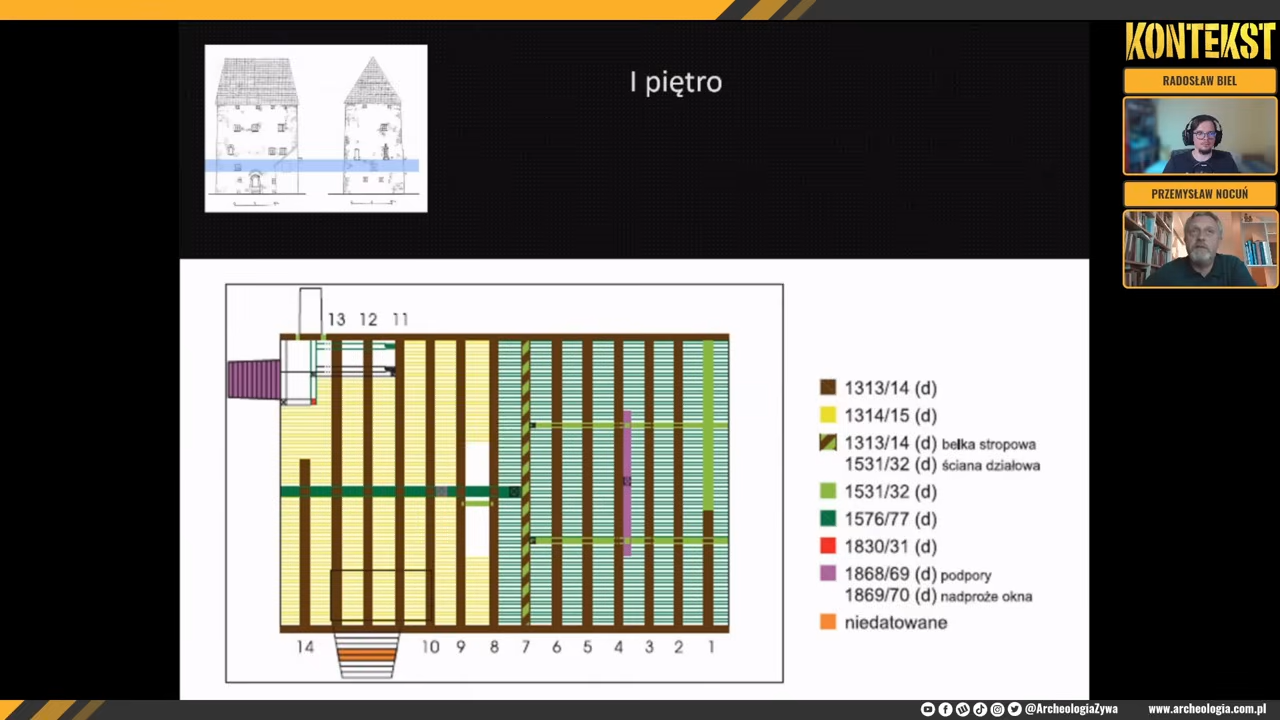 KONTEKST
RADOSŁAW BIEL
PRZEMYSŁAW NOCUŃ
I piętro
13 12 11
14 10 9 8 7 6 5 4 3 2 1
1313/14 (d)
1314/15 (d)
1313/14 (d) belka stropowa
1531/32 (d) ściana działowa
1531/32 (d)
1576/77 (d)
1830/31 (d)
1868/69 (d) podpory
1869/70 (d) nadproże okna
niedatowane
@ArcheologiaZywa www.archeologia.com.pl